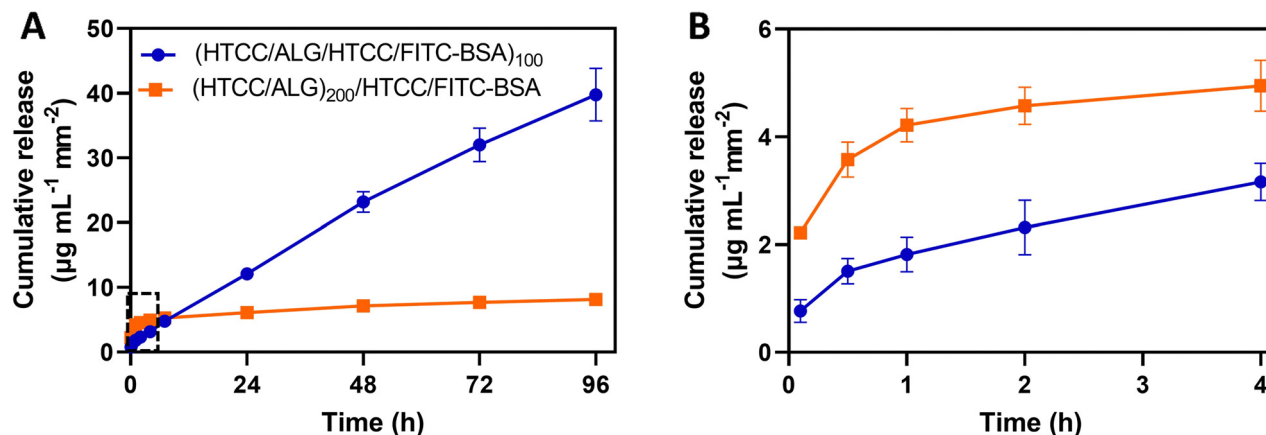 A
50
40
30
20
10
0
(HTCC/ALG/HTCC/FITC-BSA)₁₀₀
(HTCC/ALG)₂₀₀/HTCC/FITC-BSA
Cumulative release
(µg mL⁻¹ mm⁻²)
0 24 48 72 96
Time (h)
B
6
4
2
0
Cumulative release
(µg mL⁻¹mm⁻²)
0 1 2 3 4
Time (h)